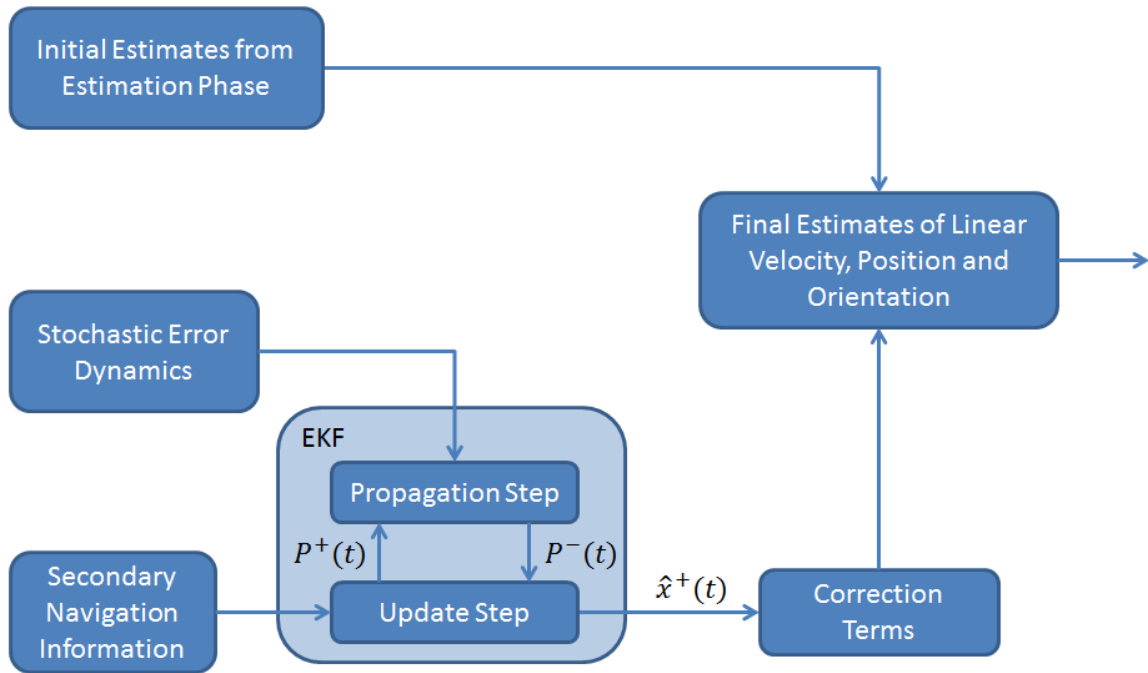 Initial Estimates from
Estimation Phase
Final Estimates of Linear
Velocity, Position and
Orientation
Stochastic Error
Dynamics
EKF
Propagation Step
P⁺(t)
P⁻(t)
Secondary
Navigation
Information
Update Step
x̂⁺(t)
Correction
Terms